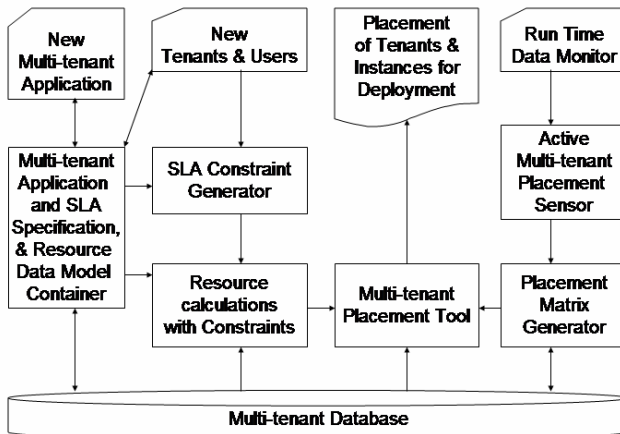 New
Multi-tenant
Application
New
Tenants & Users
Placement
of Tenants &
Instances for
Deployment
Run Time
Data Monitor
Multi-tenant
Application
and SLA
Specification,
& Resource
Data Model
Container
SLA Constraint
Generator
Active
Multi-tenant
Placement
Sensor
Resource
calculations
with Constraints
Multi-tenant
Placement Tool
Placement
Matrix
Generator
Multi-tenant Database